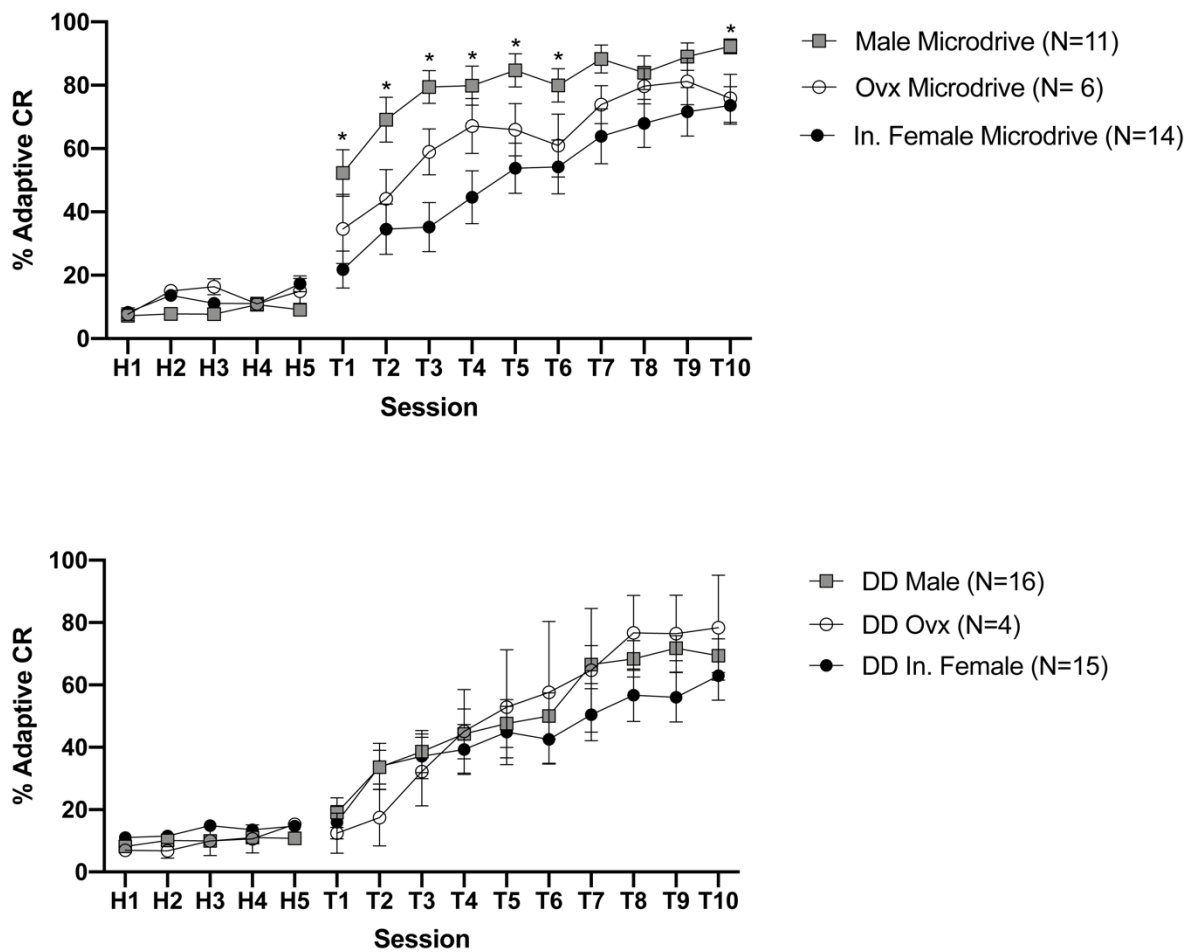 100
80
60
40
20
0
% Adaptive CR
* * * * * * *
H1 H2 H3 H4 H5 T1 T2 T3 T4 T5 T6 T7 T8 T9 T10
Session
Male Microdrive (N=11)
Ovx Microdrive (N= 6)
In. Female Microdrive (N=14)
100
80
60
40
20
0
% Adaptive CR
H1 H2 H3 H4 H5 T1 T2 T3 T4 T5 T6 T7 T8 T9 T10
Session
DD Male (N=16)
DD Ovx (N=4)
DD In. Female (N=15)